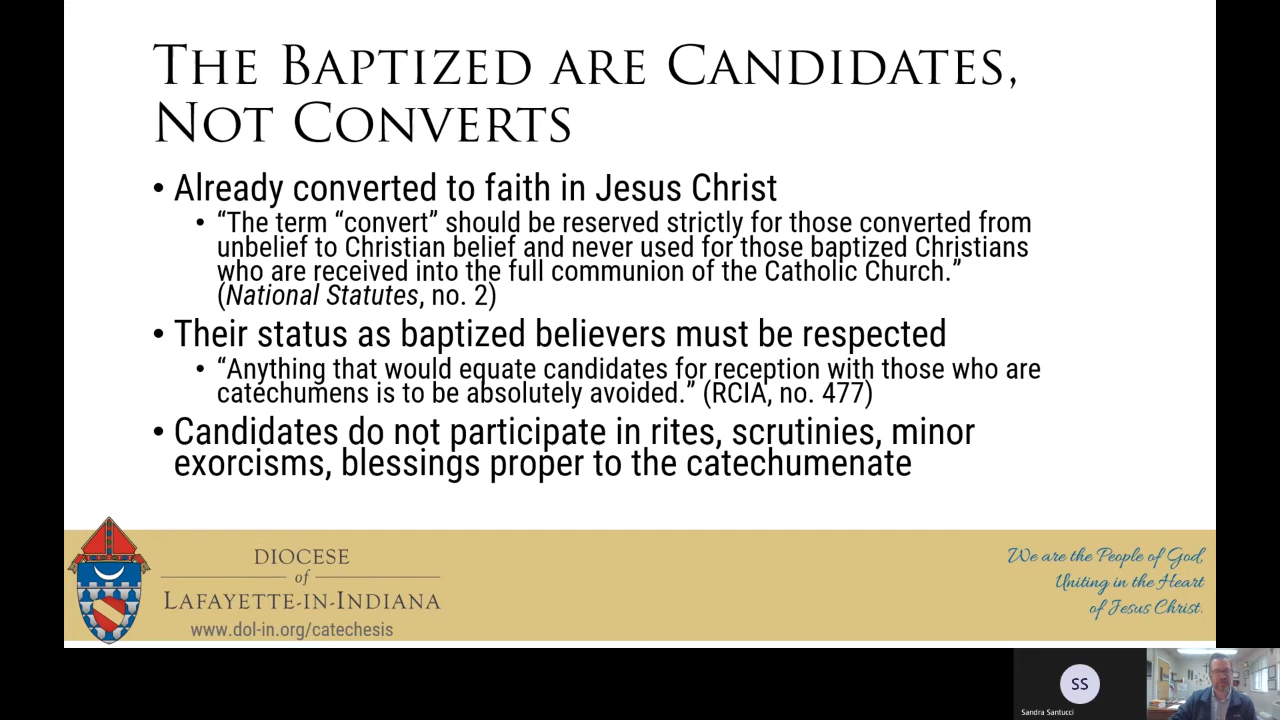 THE BAPTIZED ARE CANDIDATES,
NOT CONVERTS
• Already converted to faith in Jesus Christ
• “The term “convert” should be reserved strictly for those converted from
unbelief to Christian belief and never used for those baptized Christians
who are received into the full communion of the Catholic Church.”
(National Statutes, no. 2)
• Their status as baptized believers must be respected
• “Anything that would equate candidates for reception with those who are
catechumens is to be absolutely avoided.” (RCIA, no. 477)
• Candidates do not participate in rites, scrutinies, minor
exorcisms, blessings proper to the catechumenate
DIOCESE
of
LAFAYETTE-IN-INDIANA
www.dol-in.org/catechesis
We are the People of God,
Uniting in the Heart
of Jesus Christ.
SS
Sandra Santucci